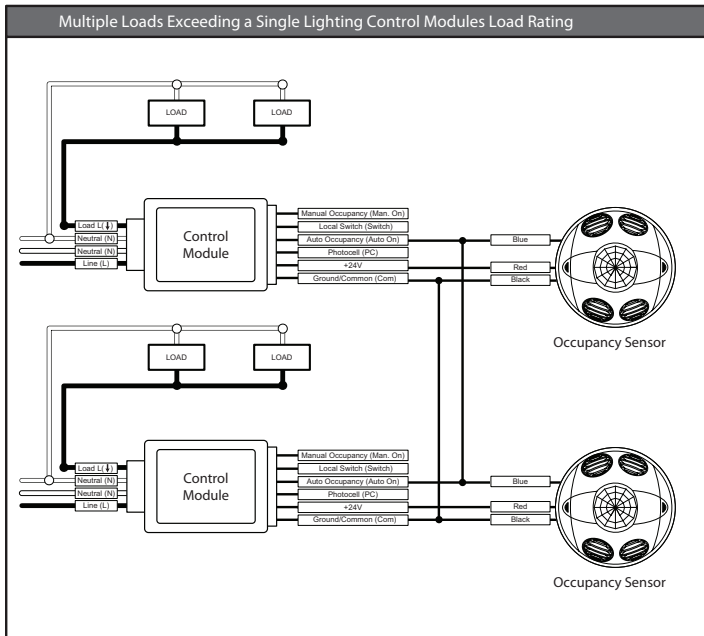 Multiple Loads Exceeding a Single Lighting Control Modules Load Rating
LOAD
LOAD
Load L(↓)
Neutral (N)
Neutral (N)
Line (L)
Control
Module
Manual Occupancy (Man. On)
Local Switch (Switch)
Auto Occupancy (Auto On)
Photocell (PC)
+24V
Ground/Common (Com)
Blue
Red
Black
Occupancy Sensor
LOAD
LOAD
Load L(↓)
Neutral (N)
Neutral (N)
Line (L)
Control
Module
Manual Occupancy (Man. On)
Local Switch (Switch)
Auto Occupancy (Auto On)
Photocell (PC)
+24V
Ground/Common (Com)
Blue
Red
Black
Occupancy Sensor